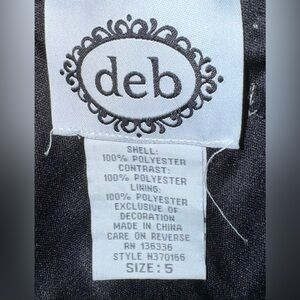 deb
SHELL:
100% POLYESTER
CONTRAST:
100% POLYESTER
LINING:
100% POLYESTER
EXCLUSIVE OF
DECORATION
MADE IN CHINA
CARE ON REVERSE
RN 136336
STYLE N370166
SIZE: 5